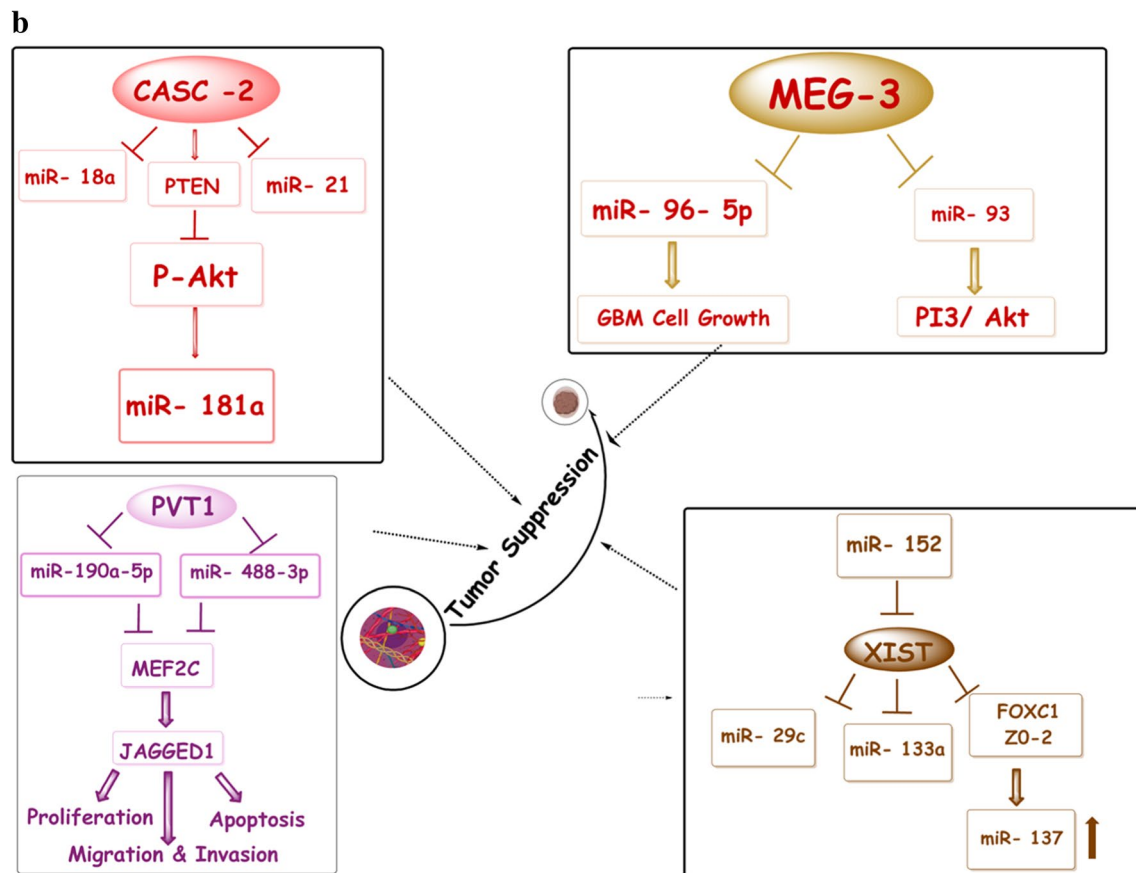 b
CASC -2
miR- 18a
PTEN
miR- 21
P-Akt
miR- 181a
MEG-3
miR- 96- 5p
miR- 93
GBM Cell Growth
PI3/ Akt
Tumor Suppression
PVT1
miR-190a-5p
miR- 488-3p
MEF2C
JAGGED1
Proliferation
Apoptosis
Migration & Invasion
miR- 152
XIST
miR- 29c
miR- 133a
FOXC1
ZO-2
miR- 137